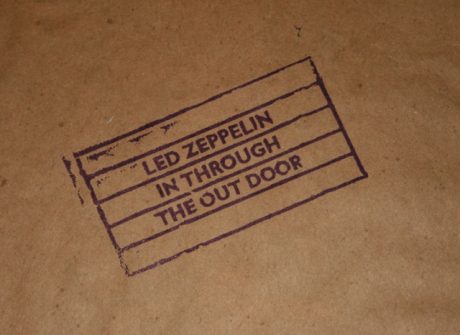 LED ZEPPELIN
IN THROUGH
THE OUT DOOR